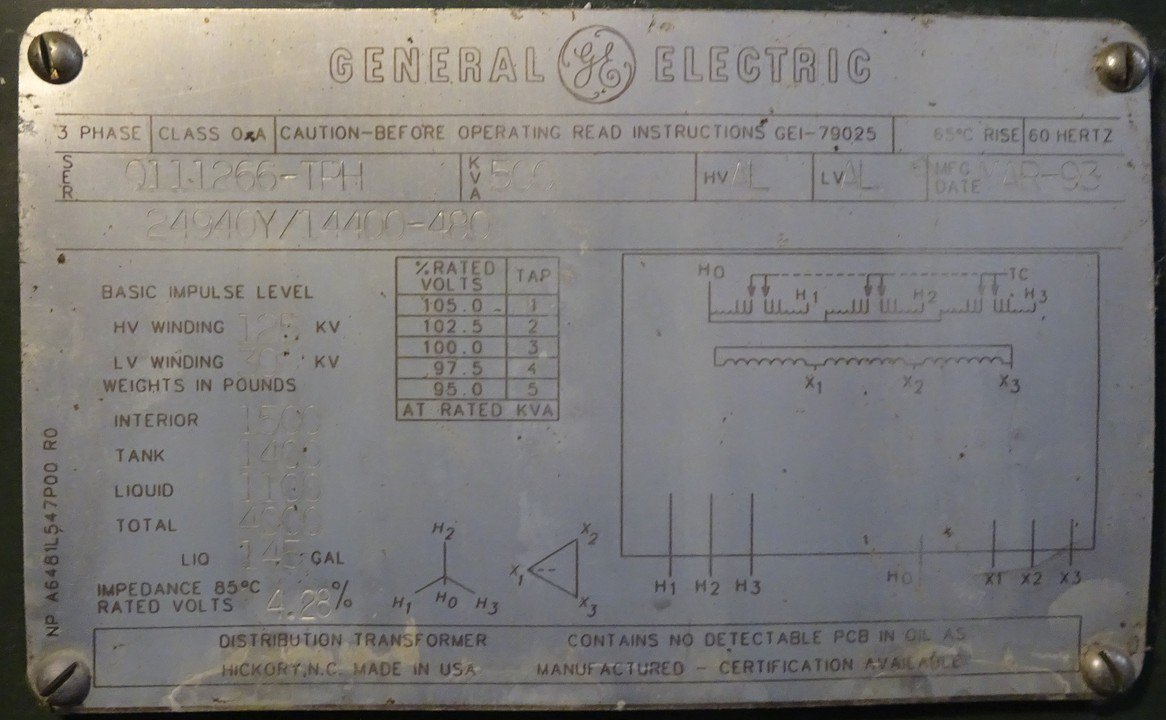 GENERAL GE ELECTRIC
3 PHASE CLASS OA CAUTION-BEFORE OPERATING READ INSTRUCTIONS GEI-79025 65°C RISE 60 HERTZ
SER Q111266-TPH KVA 500 HV AL LV AL MFG DATE MAR-93
24940Y/14400-480
BASIC IMPULSE LEVEL
HV WINDING 125 KV
LV WINDING 30 KV
WEIGHTS IN POUNDS
INTERIOR 1500
TANK 1400
LIQUID 1100
TOTAL 4000
LIQ 145 GAL
IMPEDANCE 85°C
RATED VOLTS 4.28%
%RATED VOLTS TAP
105.0 1
102.5 2
100.0 3
97.5 4
95.0 5
AT RATED KVA
H0 TC
H1 H2 H3
X1 X2 X3
H2
H1 H0 H3
X2
X1
X3
H1 H2 H3 H0 X1 X2 X3
NP A6481L547P00 R0
DISTRIBUTION TRANSFORMER CONTAINS NO DETECTABLE PCB IN OIL AS
HICKORY, N.C. MADE IN USA MANUFACTURED - CERTIFICATION AVAILABLE